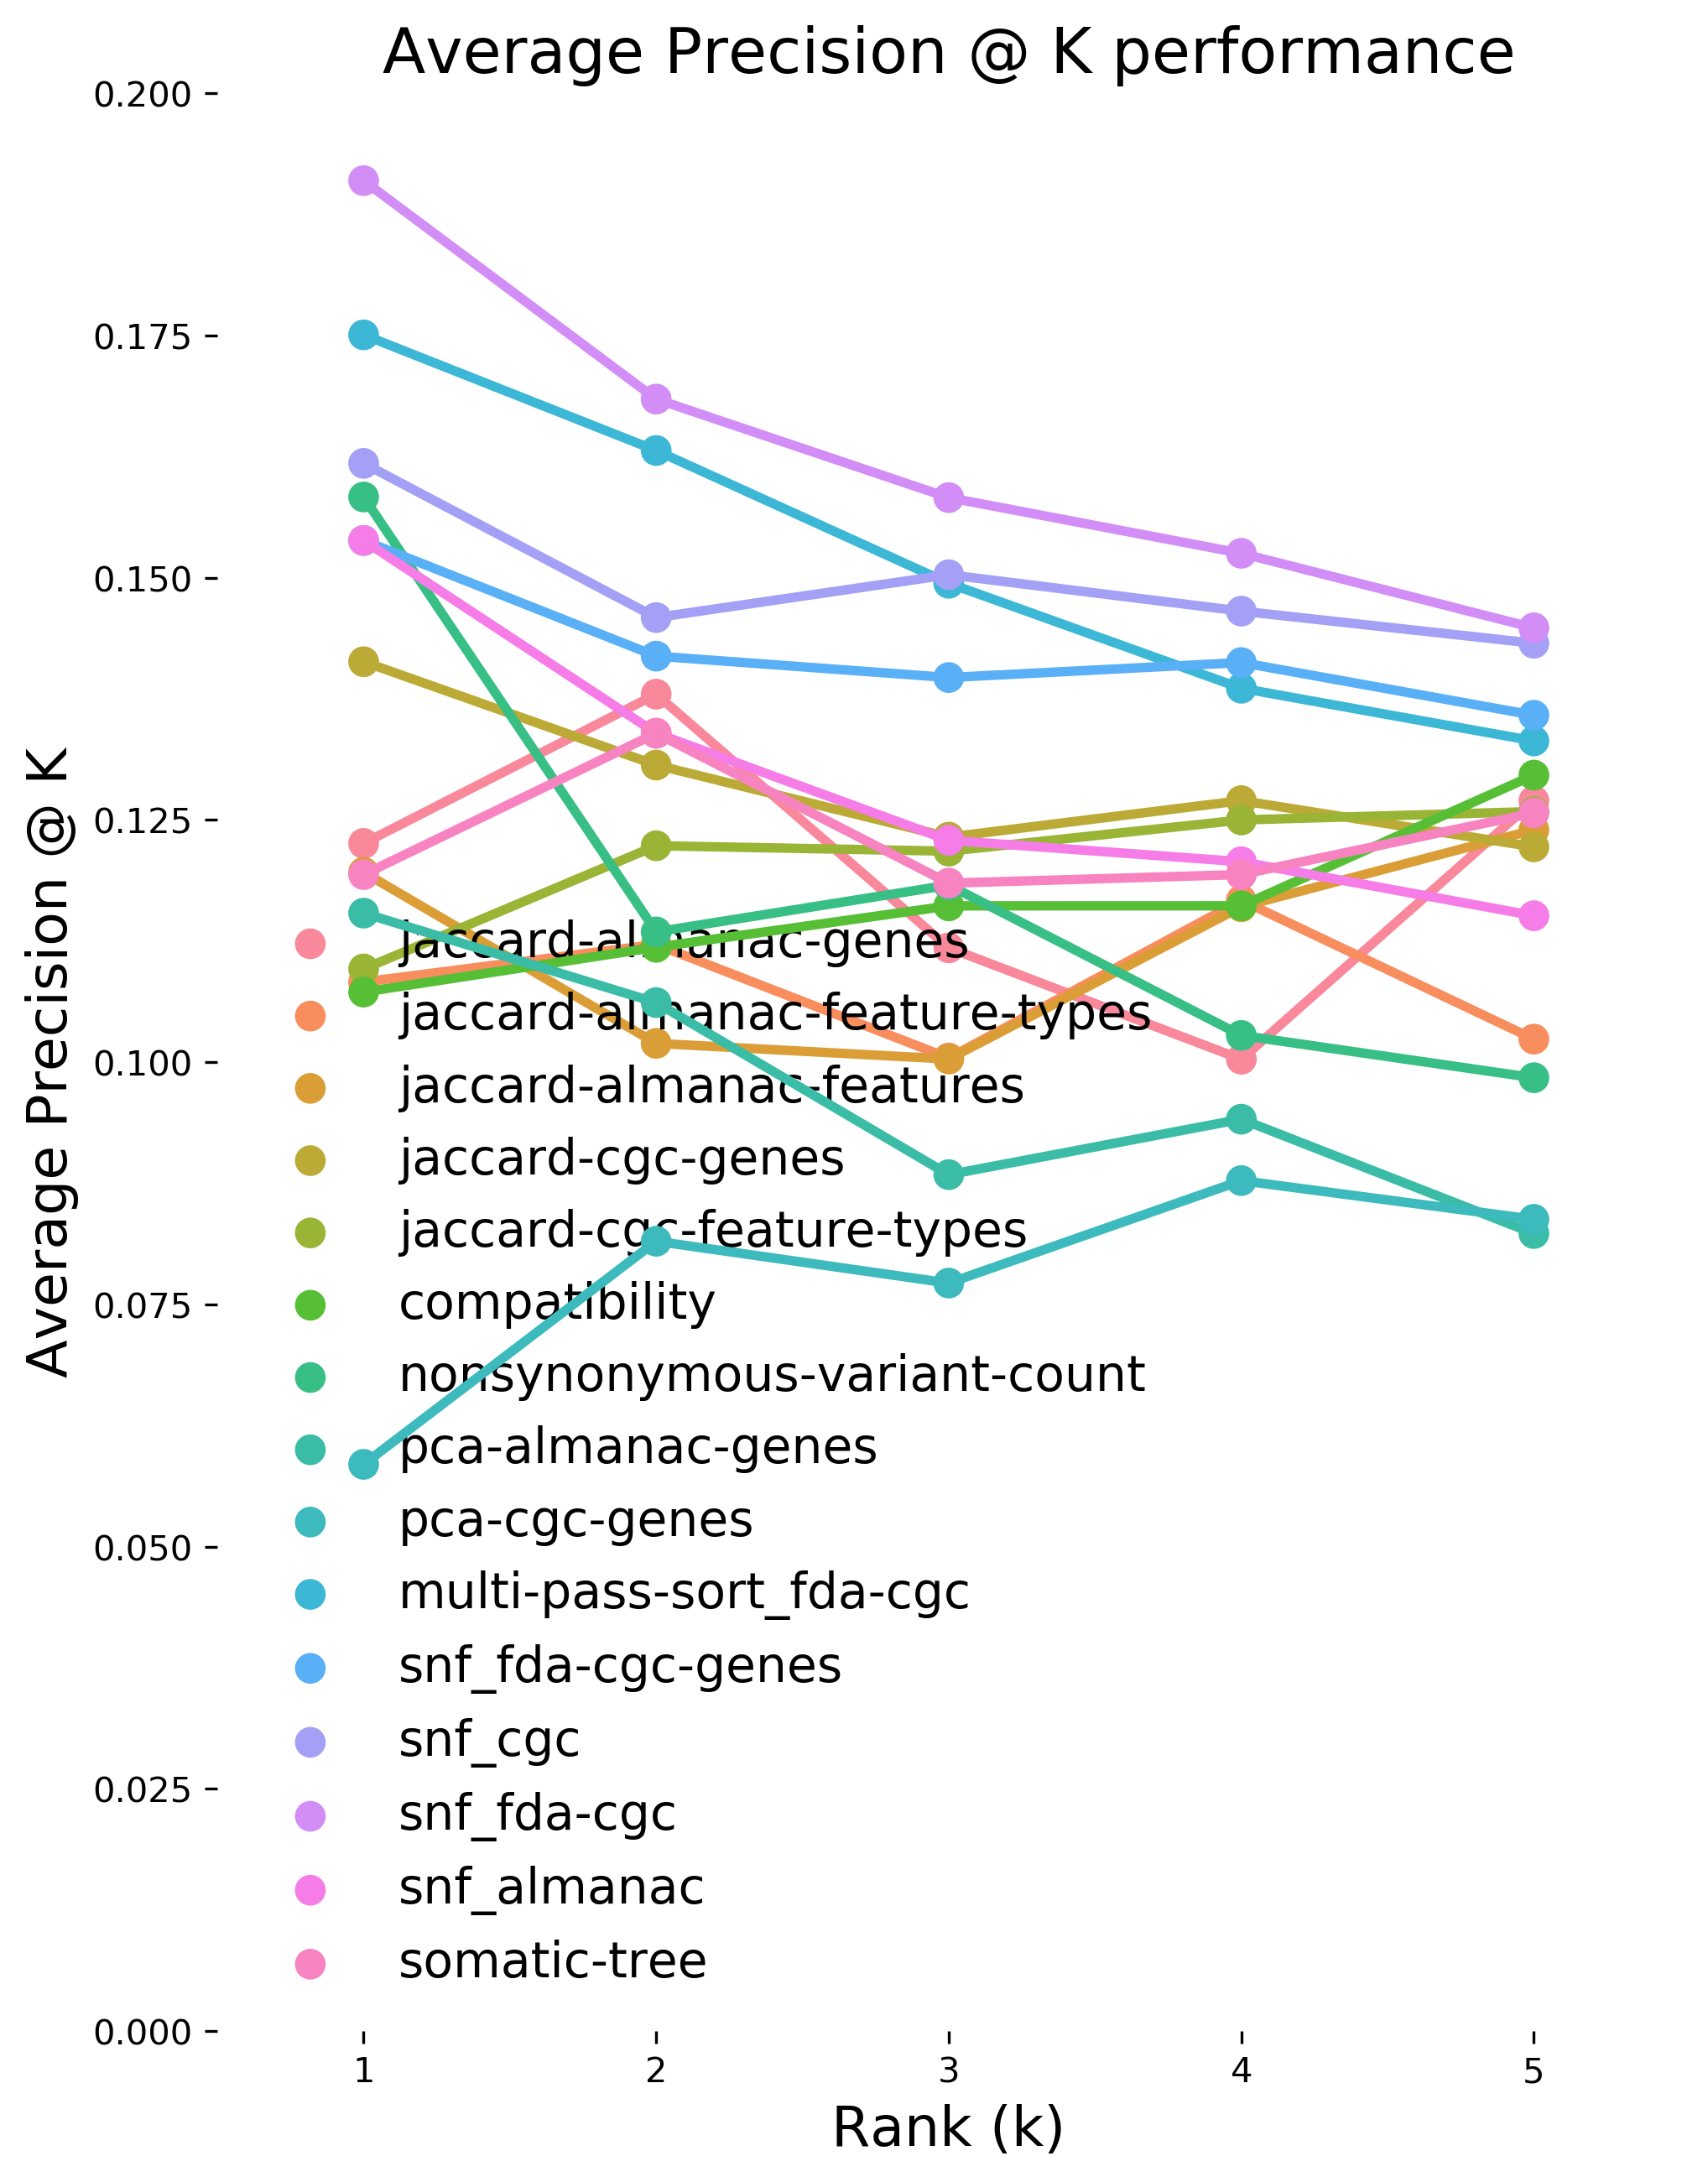 Average Precision @ K performance
0.200
0.175
0.150
0.125
0.100
0.075
0.050
0.025
0.000
Average Precision @ K
jaccard-almanac-genes
jaccard-almanac-feature-types
jaccard-almanac-features
jaccard-cgc-genes
jaccard-cgc-feature-types
compatibility
nonsynonymous-variant-count
pca-almanac-genes
pca-cgc-genes
multi-pass-sort_fda-cgc
snf_fda-cgc-genes
snf_cgc
snf_fda-cgc
snf_almanac
somatic-tree
1 2 3 4 5
Rank (k)